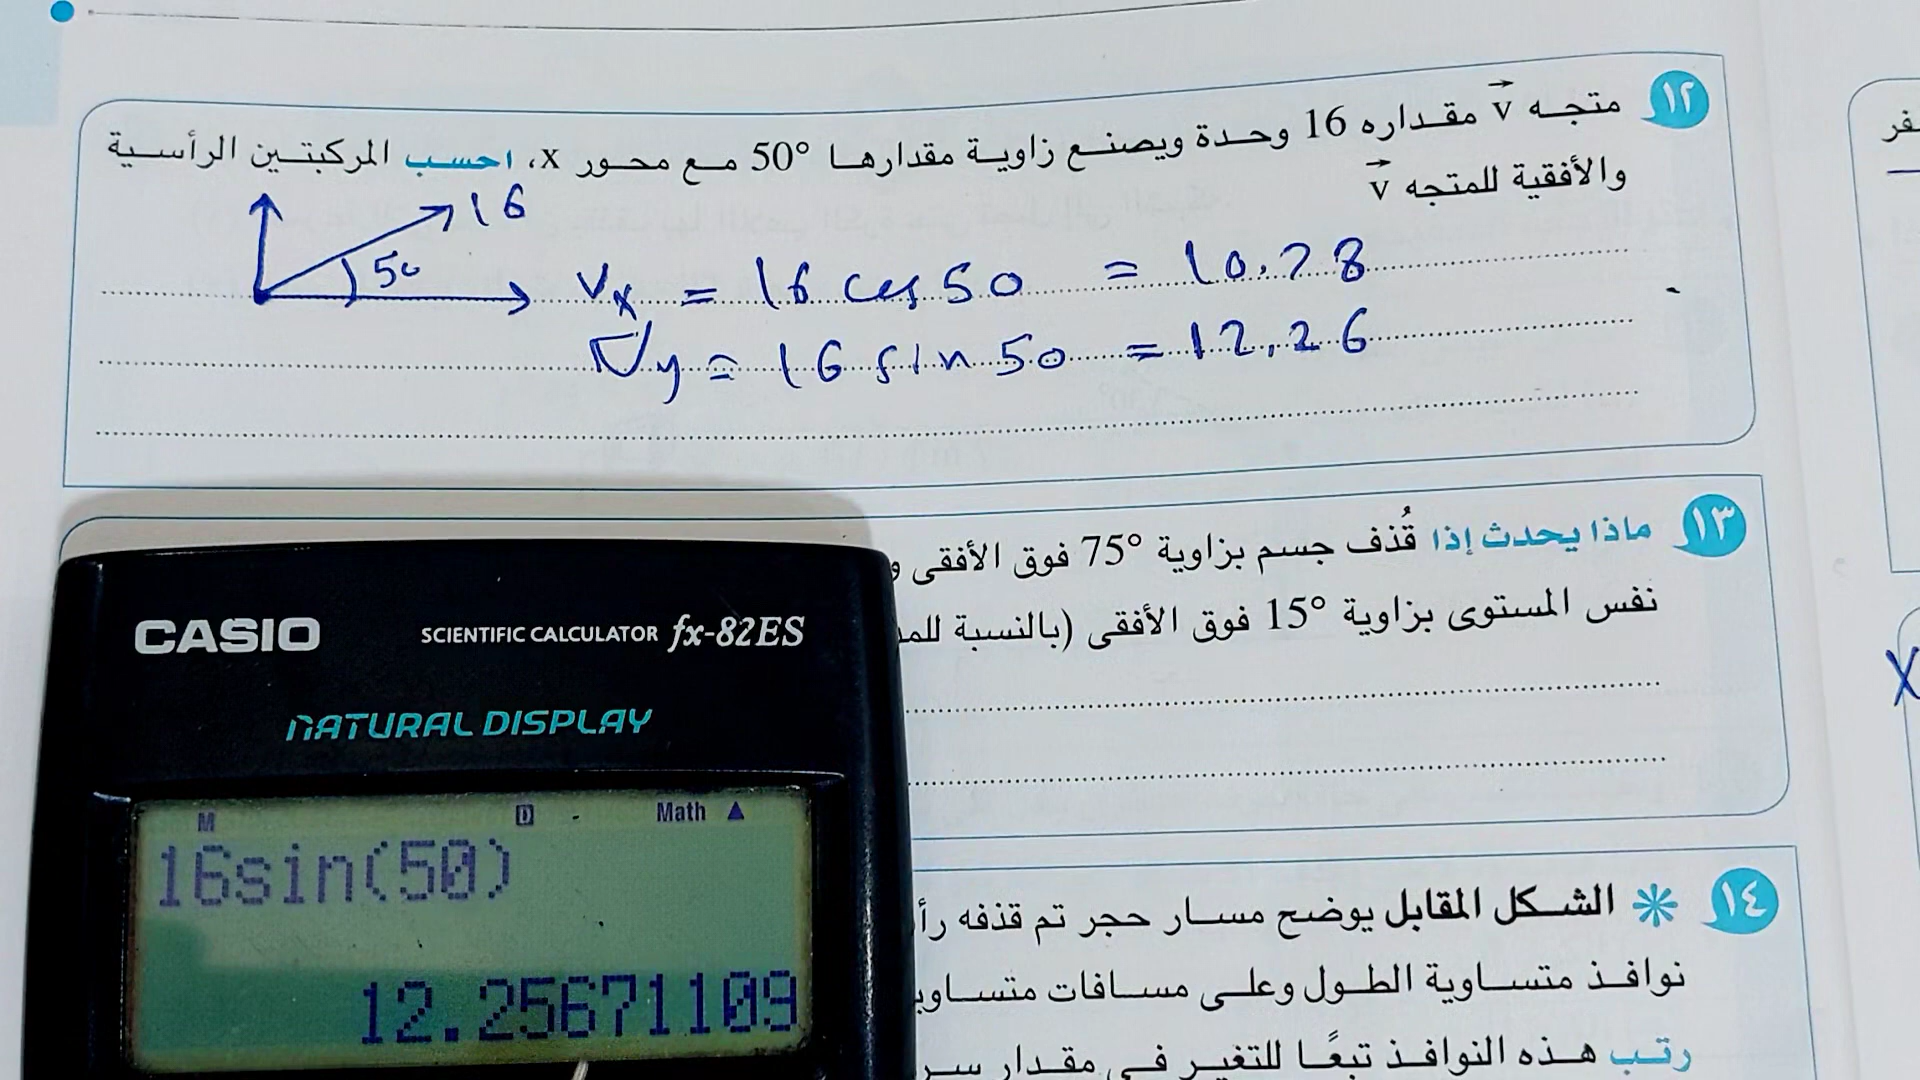 ١٢ متجه v مقداره 16 وحدة ويصنع زاوية مقدارها 50° مع محور x، احسب المركبتين الرأسية
والأفقية للمتجه v
16
50
Vx = 16 cos 50 = 10.28
Vy = 16 sin 50 = 12.26
١٣ ماذا يحدث إذا قُذف جسم بزاوية 75° فوق الأفقى و
نفس المستوى بزاوية 15° فوق الأفقى (بالنسبة
١٤ * الشكل المقابل يوضح مسار حجر تم قذفه
نوافذ متساوية الطول وعلى مسافات
رتب هذه النوافذ تبعًا للتغير فى مقدار
فر
X
CASIO SCIENTIFIC CALCULATOR fx-82ES
NATURAL DISPLAY
M D Math ▲
16sin(50)
12.25671109